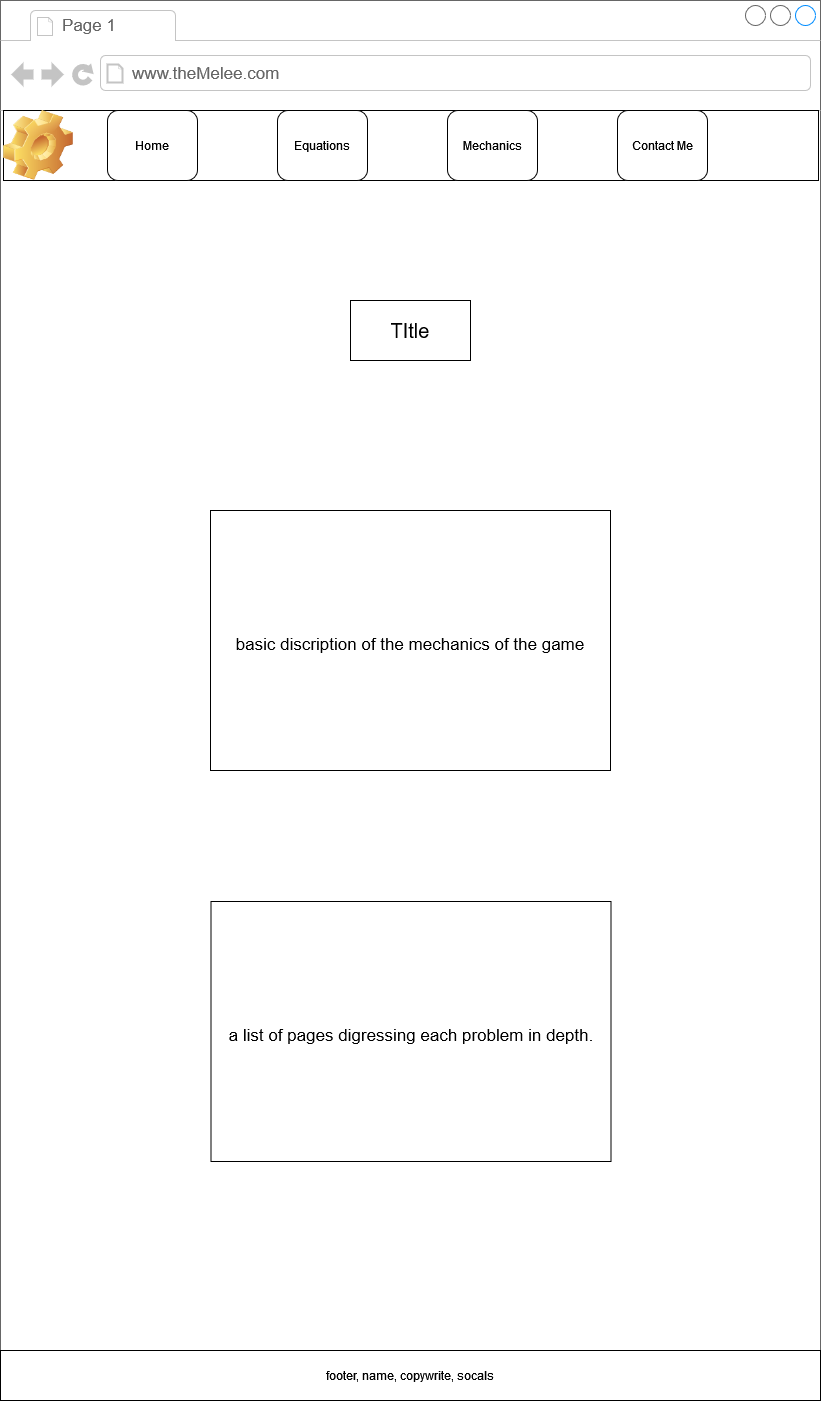 Page 1
www.theMelee.com
Home
Equations
Mechanics
Contact Me
TItle
basic discription of the mechanics of the game
a list of pages digressing each problem in depth.
footer, name, copywrite, socals